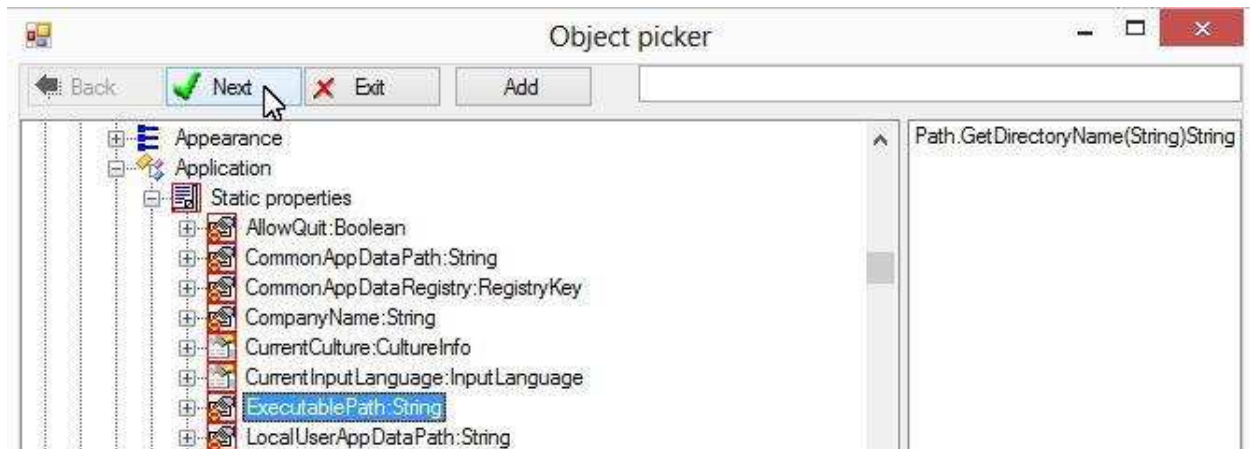 Object picker
Back Next Exit Add
Appearance
Path.GetDirectoryName(String)String
Application
Static properties
AllowQuit:Boolean
CommonAppDataPath:String
CommonAppDataRegistry:RegistryKey
CompanyName:String
CurrentCulture:CultureInfo
CurrentInputLanguage:InputLanguage
ExecutablePath:String
LocalUserAppDataPath:String